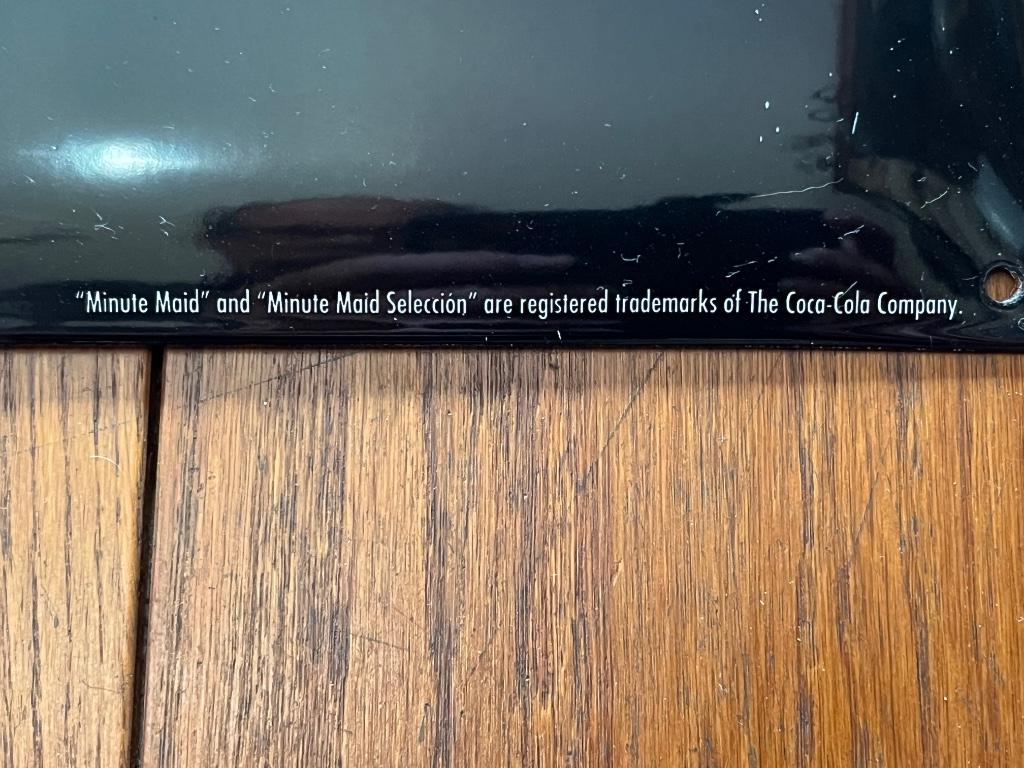 “Minute Maid” and “Minute Maid Selección” are registered trademarks of The Coca-Cola Company.